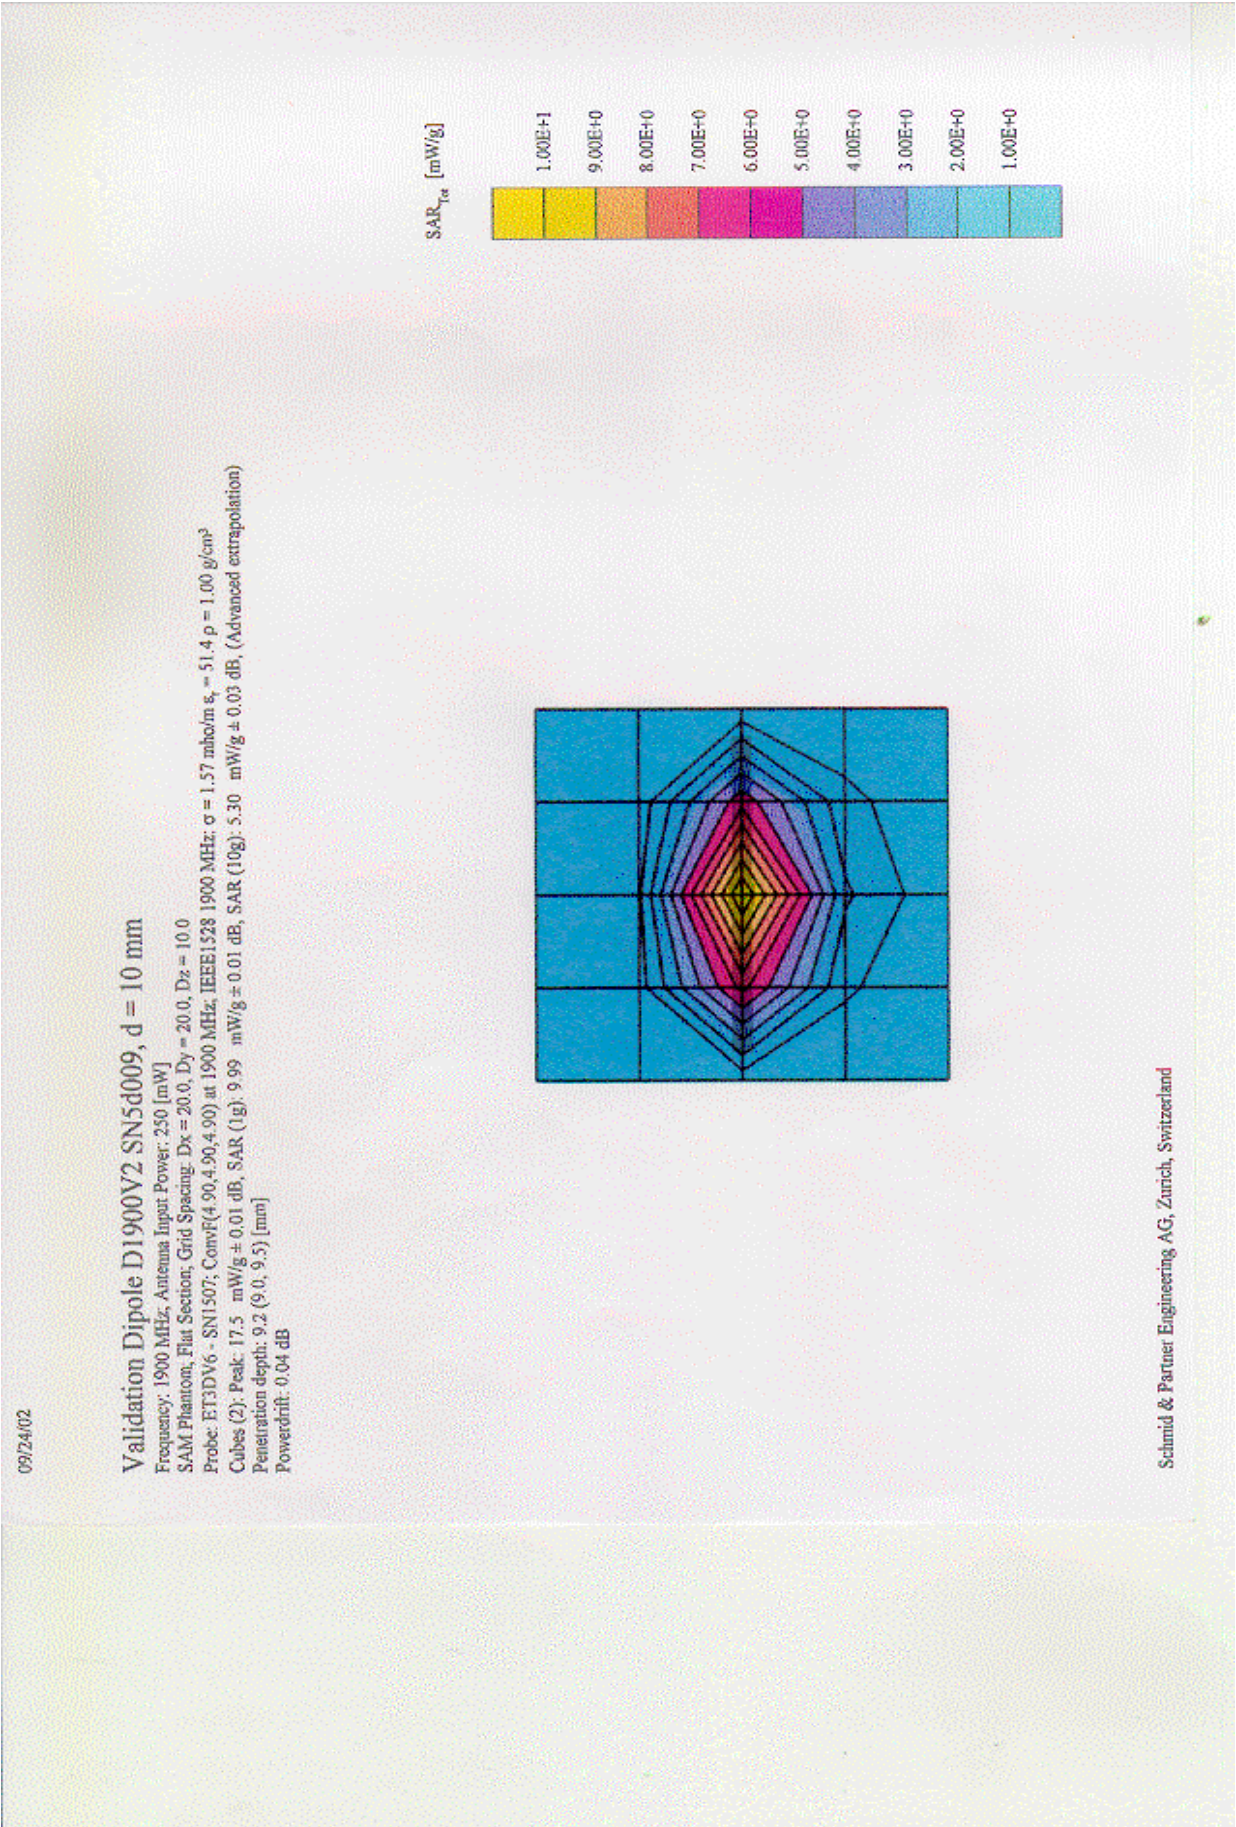 09/24/02
Validation Dipole D1900V2 SN5d009, d = 10 mm
Frequency: 1900 MHz; Antenna Input Power: 250 [mW]
SAM Phantom; Flat Section; Grid Spacing: Dx = 20.0, Dy = 20.0, Dz = 10.0
Probe: ET3DV6 - SN1507; ConvF(4.90,4.90,4.90) at 1900 MHz; IEEE1528 1900 MHz; σ = 1.57 mho/m εr = 51.4 ρ = 1.00 g/cm³
Cubes (2): Peak: 17.5 mW/g ± 0.01 dB, SAR (1g): 9.99 mW/g ± 0.01 dB, SAR (10g): 5.30 mW/g ± 0.03 dB, (Advanced extrapolation)
Penetration depth: 9.2 (9.0, 9.5) [mm]
Powerdrift: 0.04 dB
SARTot [mW/g]
1.00E+1
9.00E+0
8.00E+0
7.00E+0
6.00E+0
5.00E+0
4.00E+0
3.00E+0
2.00E+0
1.00E+0
Schmid & Partner Engineering AG, Zurich, Switzerland